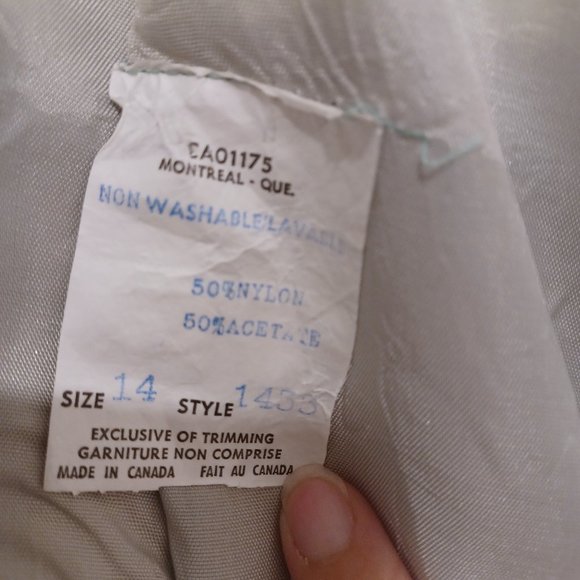 CA01175
MONTREAL - QUE.
NON WASHABLE LAVABLE
50%NYLON
50%ACETATE
SIZE 14 STYLE 1433
EXCLUSIVE OF TRIMMING
GARNITURE NON COMPRISE
MADE IN CANADA FAIT AU CANADA